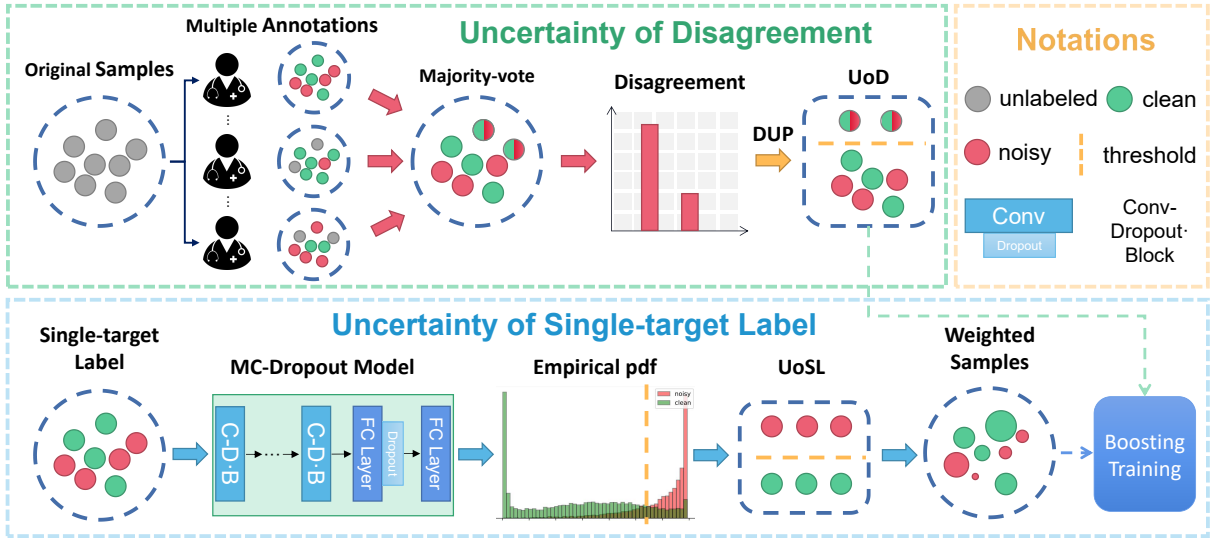 Uncertainty of Disagreement
Multiple Annotations
Original Samples
Majority-vote
Disagreement
UoD
DUP
Notations
unlabeled
clean
noisy
threshold
Conv
Dropout
Conv-
Dropout·
Block
Uncertainty of Single-target Label
Single-target
Label
MC-Dropout Model
C-D·B
C-D·B
FC Layer
Dropout
FC Layer
Empirical pdf
noisy
clean
UoSL
Weighted
Samples
Boosting
Training